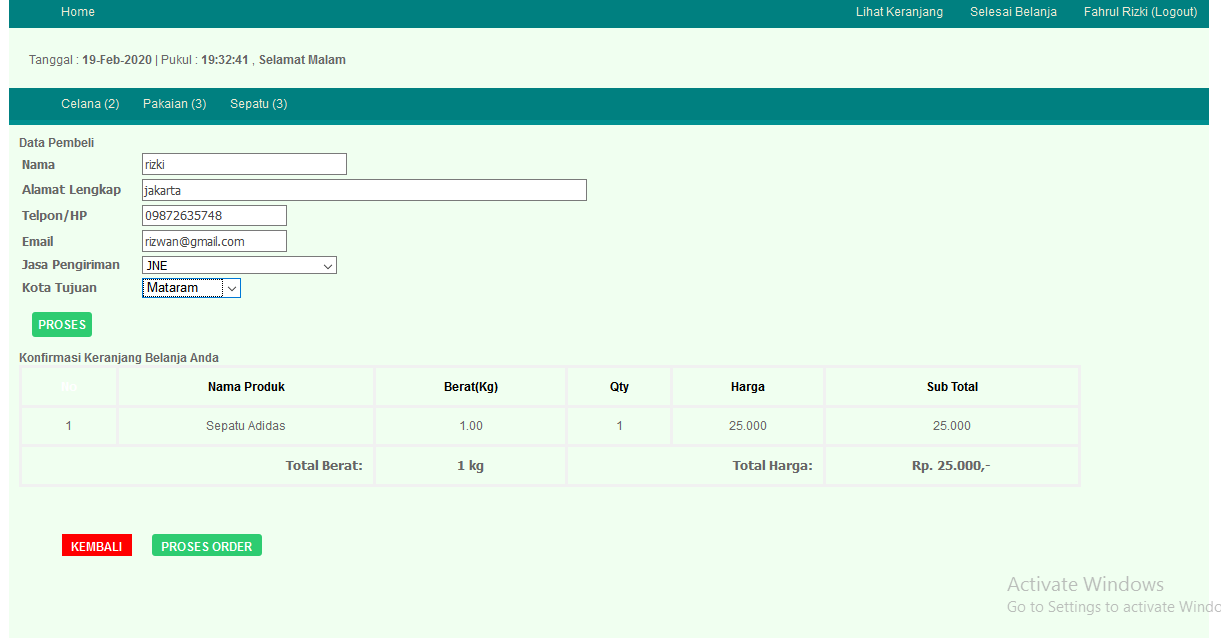 Home Lihat Keranjang Selesai Belanja Fahrul Rizki (Logout)
Tanggal : 19-Feb-2020 | Pukul : 19:32:41 , Selamat Malam
Celana (2) Pakaian (3) Sepatu (3)
Data Pembeli
Nama rizki
Alamat Lengkap jakarta
Telpon/HP 09872635748
Email rizwan@gmail.com
Jasa Pengiriman JNE
Kota Tujuan Mataram
PROSES
Konfirmasi Keranjang Belanja Anda
Nama Produk Berat(Kg) Qty Harga Sub Total
1 Sepatu Adidas 1.00 1 25.000 25.000
Total Berat: 1 kg Total Harga: Rp. 25.000,-
KEMBALI PROSES ORDER
Activate Windows
Go to Settings to activate Windo